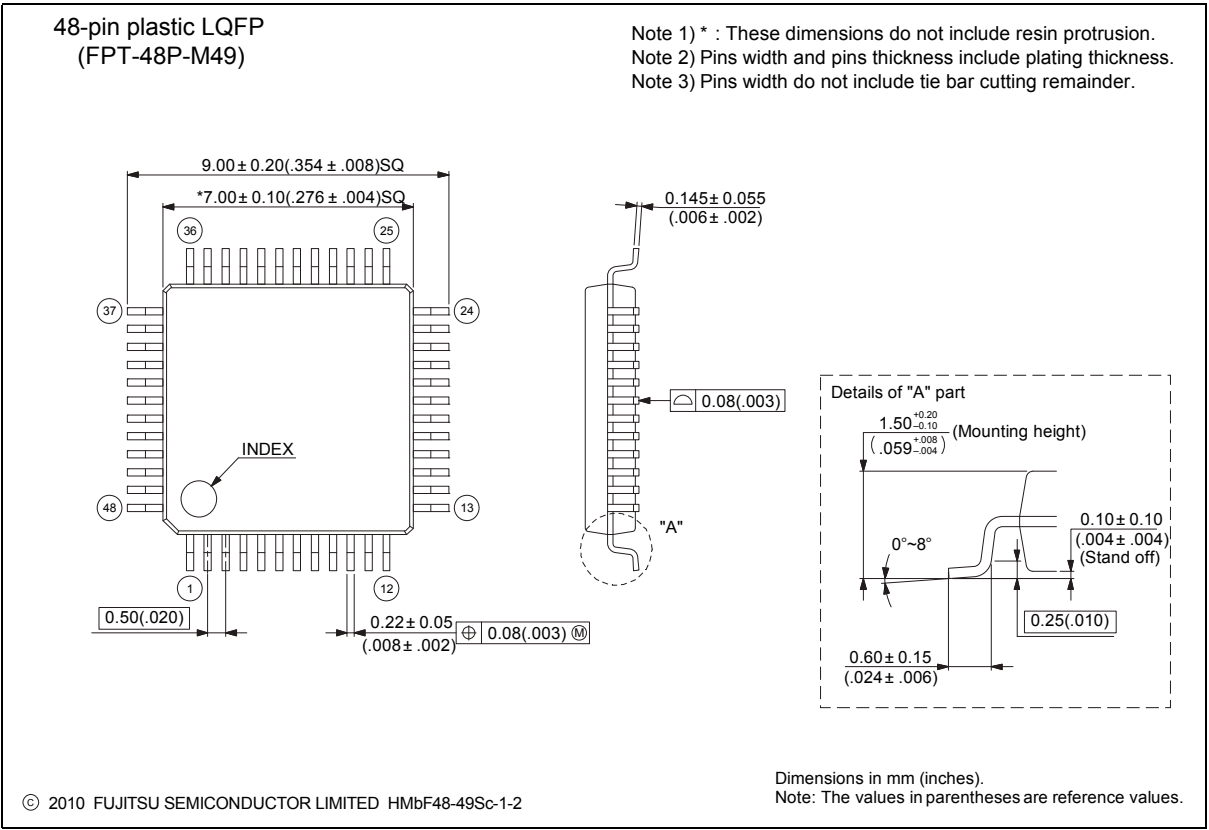 48-pin plastic LQFP
(FPT-48P-M49)
Note 1) * : These dimensions do not include resin protrusion.
Note 2) Pins width and pins thickness include plating thickness.
Note 3) Pins width do not include tie bar cutting remainder.
9.00±0.20(.354±.008)SQ
*7.00±0.10(.276±.004)SQ
0.145±0.055
(.006±.002)
36
25
37
24
0.08(.003)
Details of "A" part
1.50 +0.20 –0.10
(.059 +.008 –.004)
(Mounting height)
INDEX
48
13
"A"
0.10±0.10
(.004±.004)
(Stand off)
0°~8°
1
12
0.50(.020)
0.22±0.05
(.008±.002)
⌖ 0.08(.003) Ⓜ
0.25(.010)
0.60±0.15
(.024±.006)
Dimensions in mm (inches).
Note: The values in parentheses are reference values.
© 2010 FUJITSU SEMICONDUCTOR LIMITED HMbF48-49Sc-1-2